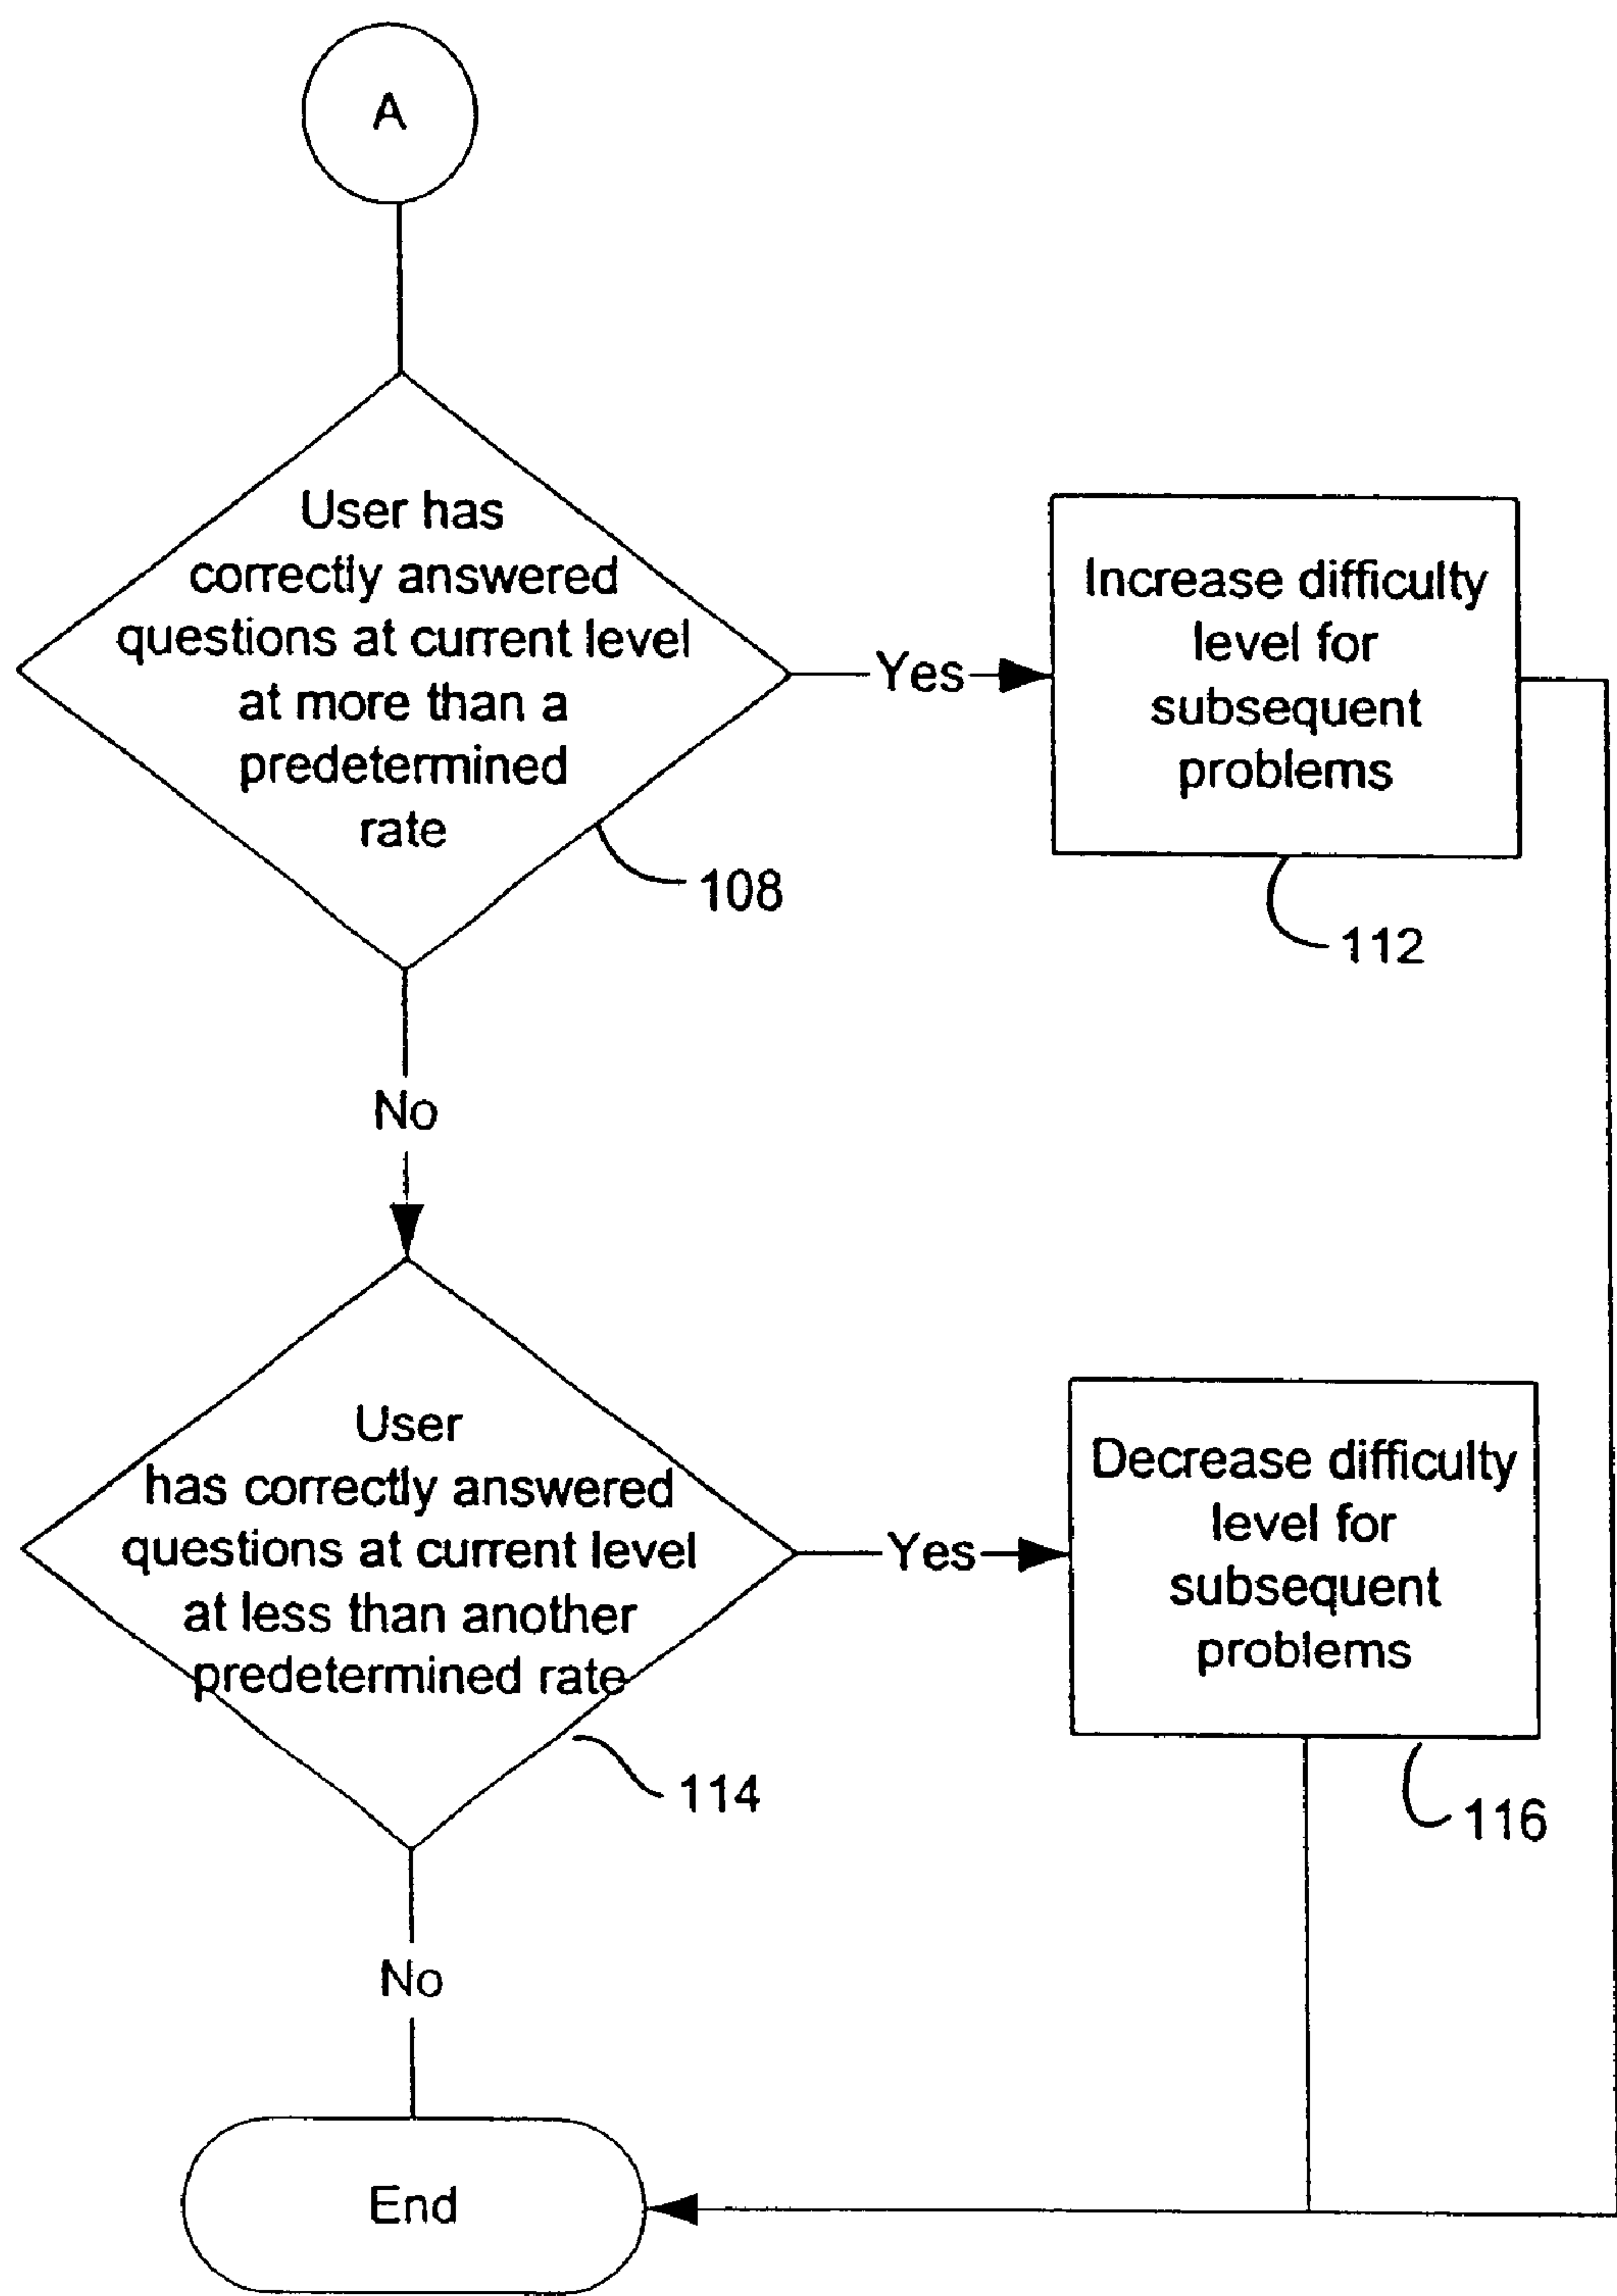 A
User has
correctly answered
questions at current level
at more than a
predetermined
rate
Yes
Increase difficulty
level for
subsequent
problems
108
112
No
User
has correctly answered
questions at current level
at less than another
predetermined rate
Yes
Decrease difficulty
level for
subsequent
problems
114
116
No
End